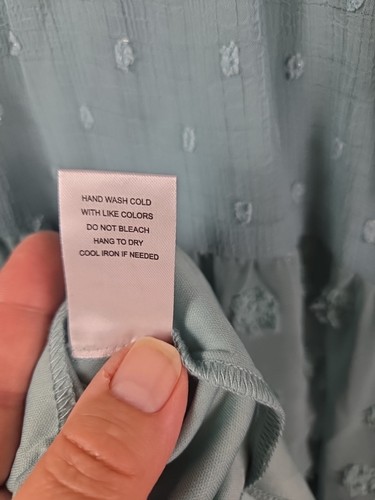 HAND WASH COLD
WITH LIKE COLORS
DO NOT BLEACH
HANG TO DRY
COOL IRON IF NEEDED